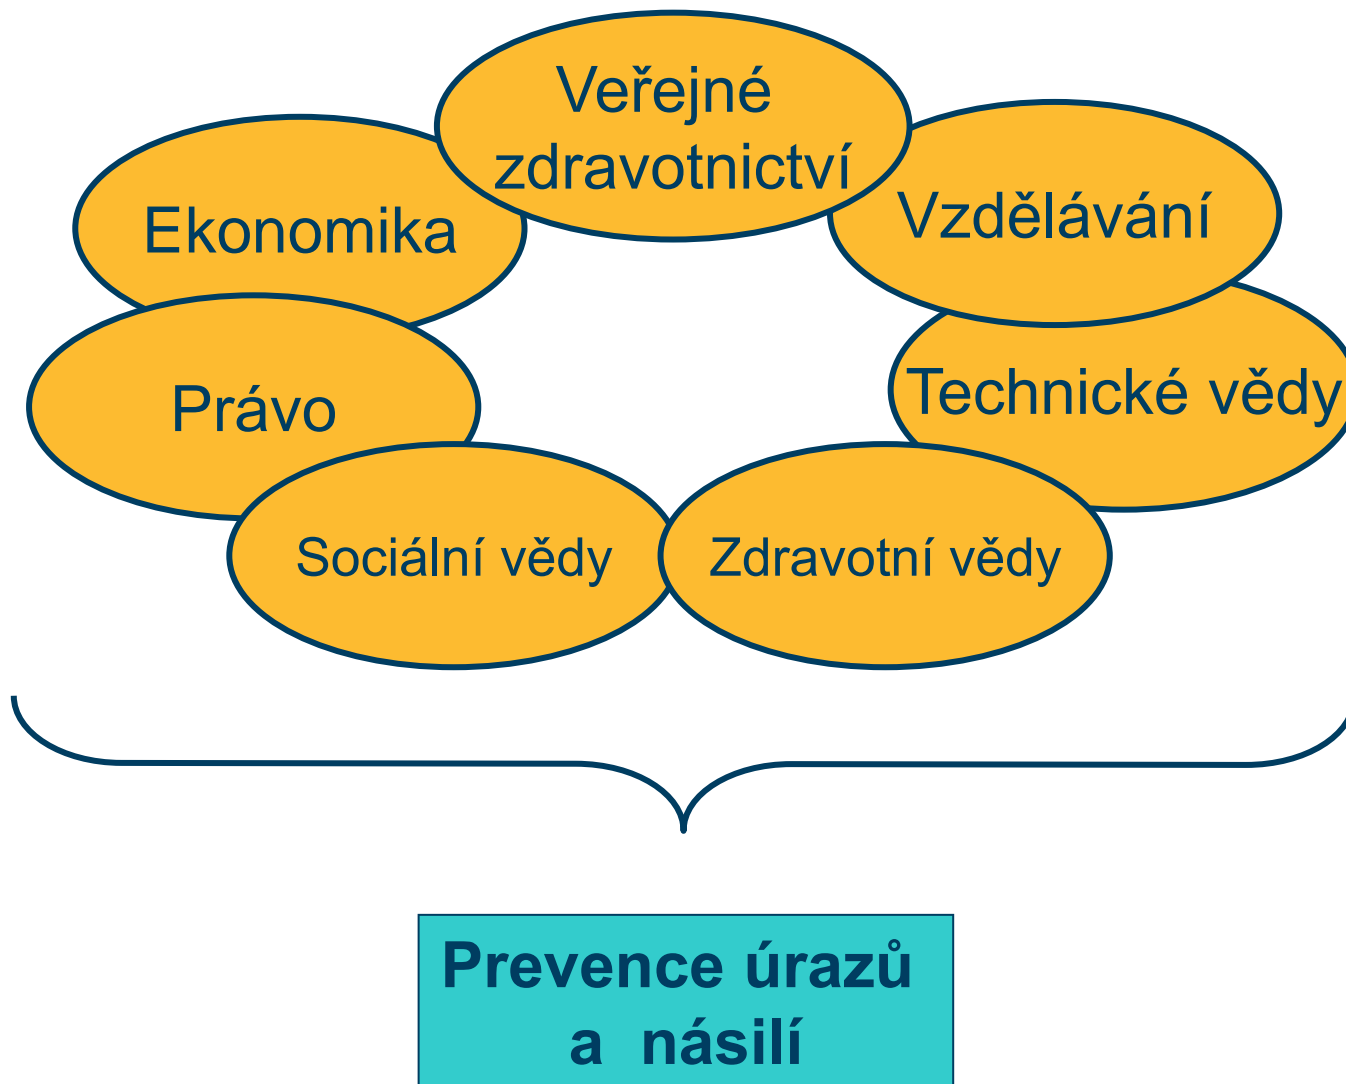 Veřejné
zdravotnictví
Ekonomika
Vzdělávání
Právo
Technické vědy
Sociální vědy
Zdravotní vědy
Prevence úrazů
a násilí